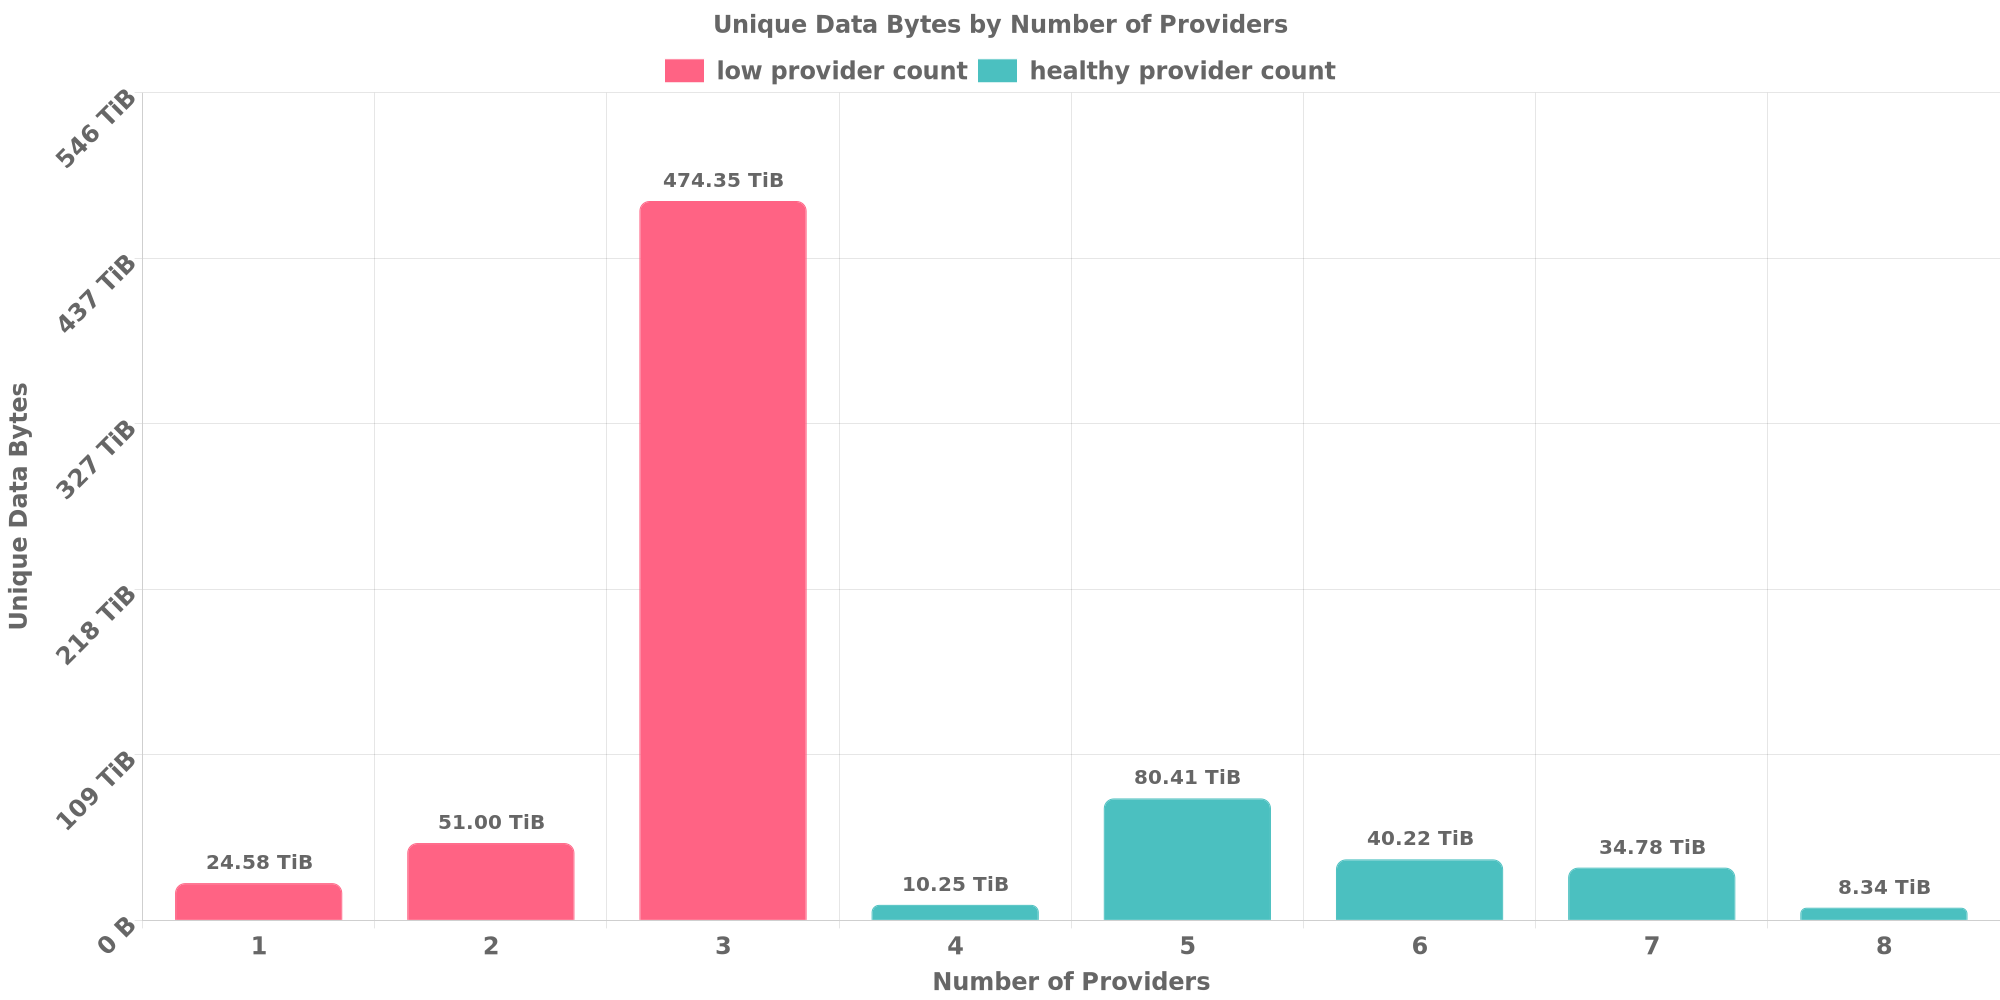 Unique Data Bytes by Number of Providers
low provider count
healthy provider count
Unique Data Bytes
546 TiB
437 TiB
327 TiB
218 TiB
109 TiB
0 B
24.58 TiB
51.00 TiB
474.35 TiB
10.25 TiB
80.41 TiB
40.22 TiB
34.78 TiB
8.34 TiB
1 2 3 4 5 6 7 8
Number of Providers